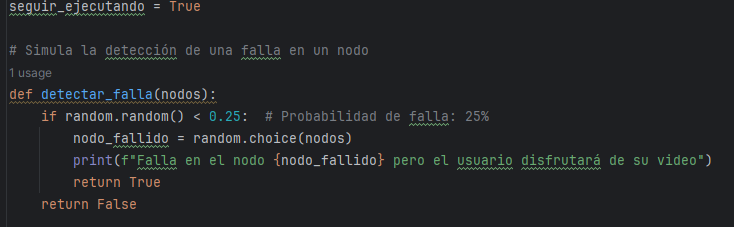 seguir_ejecutando = True
# Simula la detección de una falla en un nodo
1 usage
def detectar_falla(nodos):
    if random.random() < 0.25:  # Probabilidad de falla: 25%
        nodo_fallido = random.choice(nodos)
        print(f"Falla en el nodo {nodo_fallido} pero el usuario disfrutará de su video")
        return True
    return False